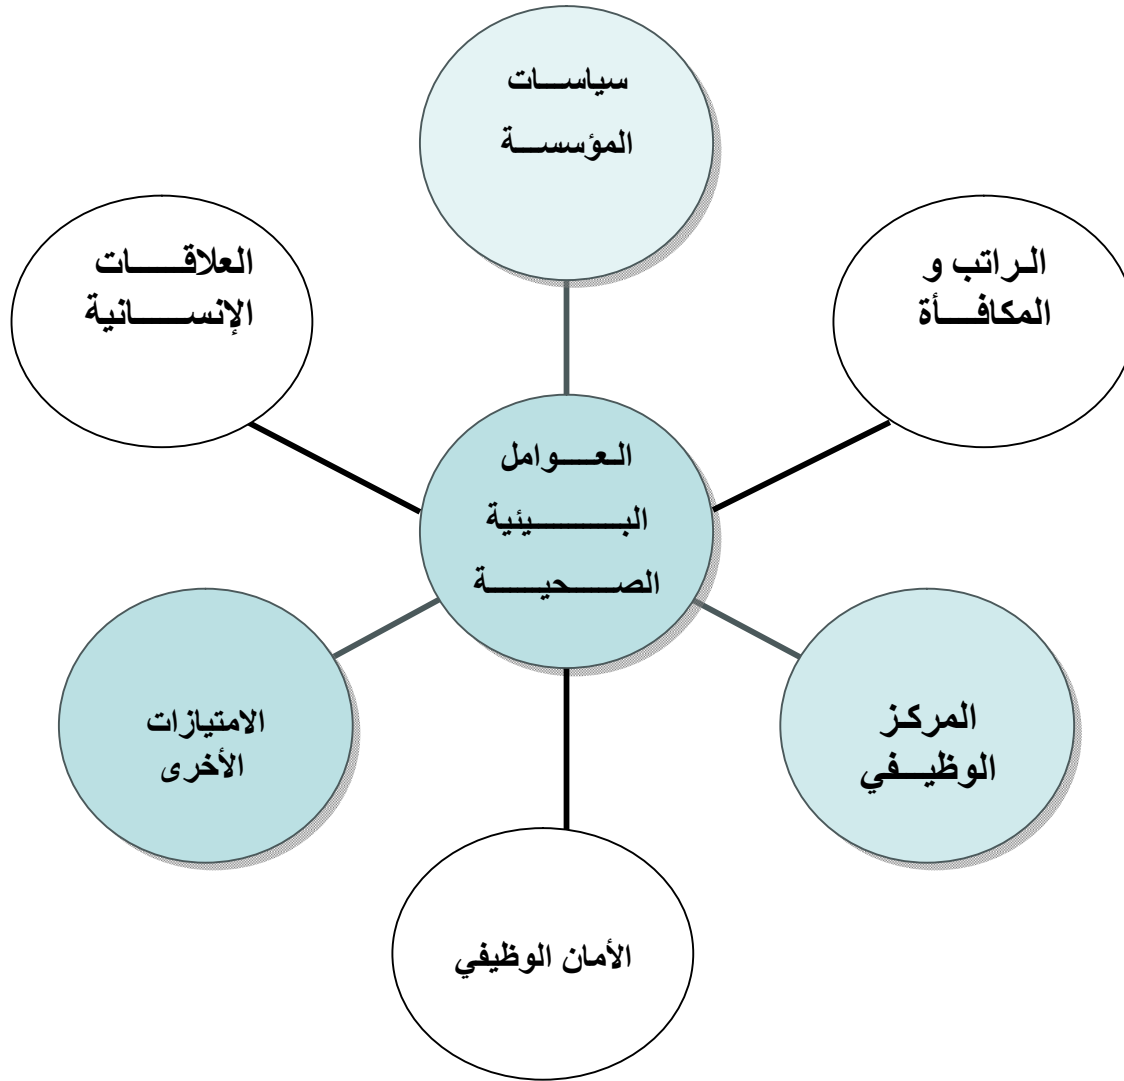 سياسات
المؤسسة
الراتب و
المكافأة
العلاقات
الإنسانية
العوامل
البيئية
الصحية
المركز
الوظيفي
الامتيازات
الأخرى
الأمان الوظيفي